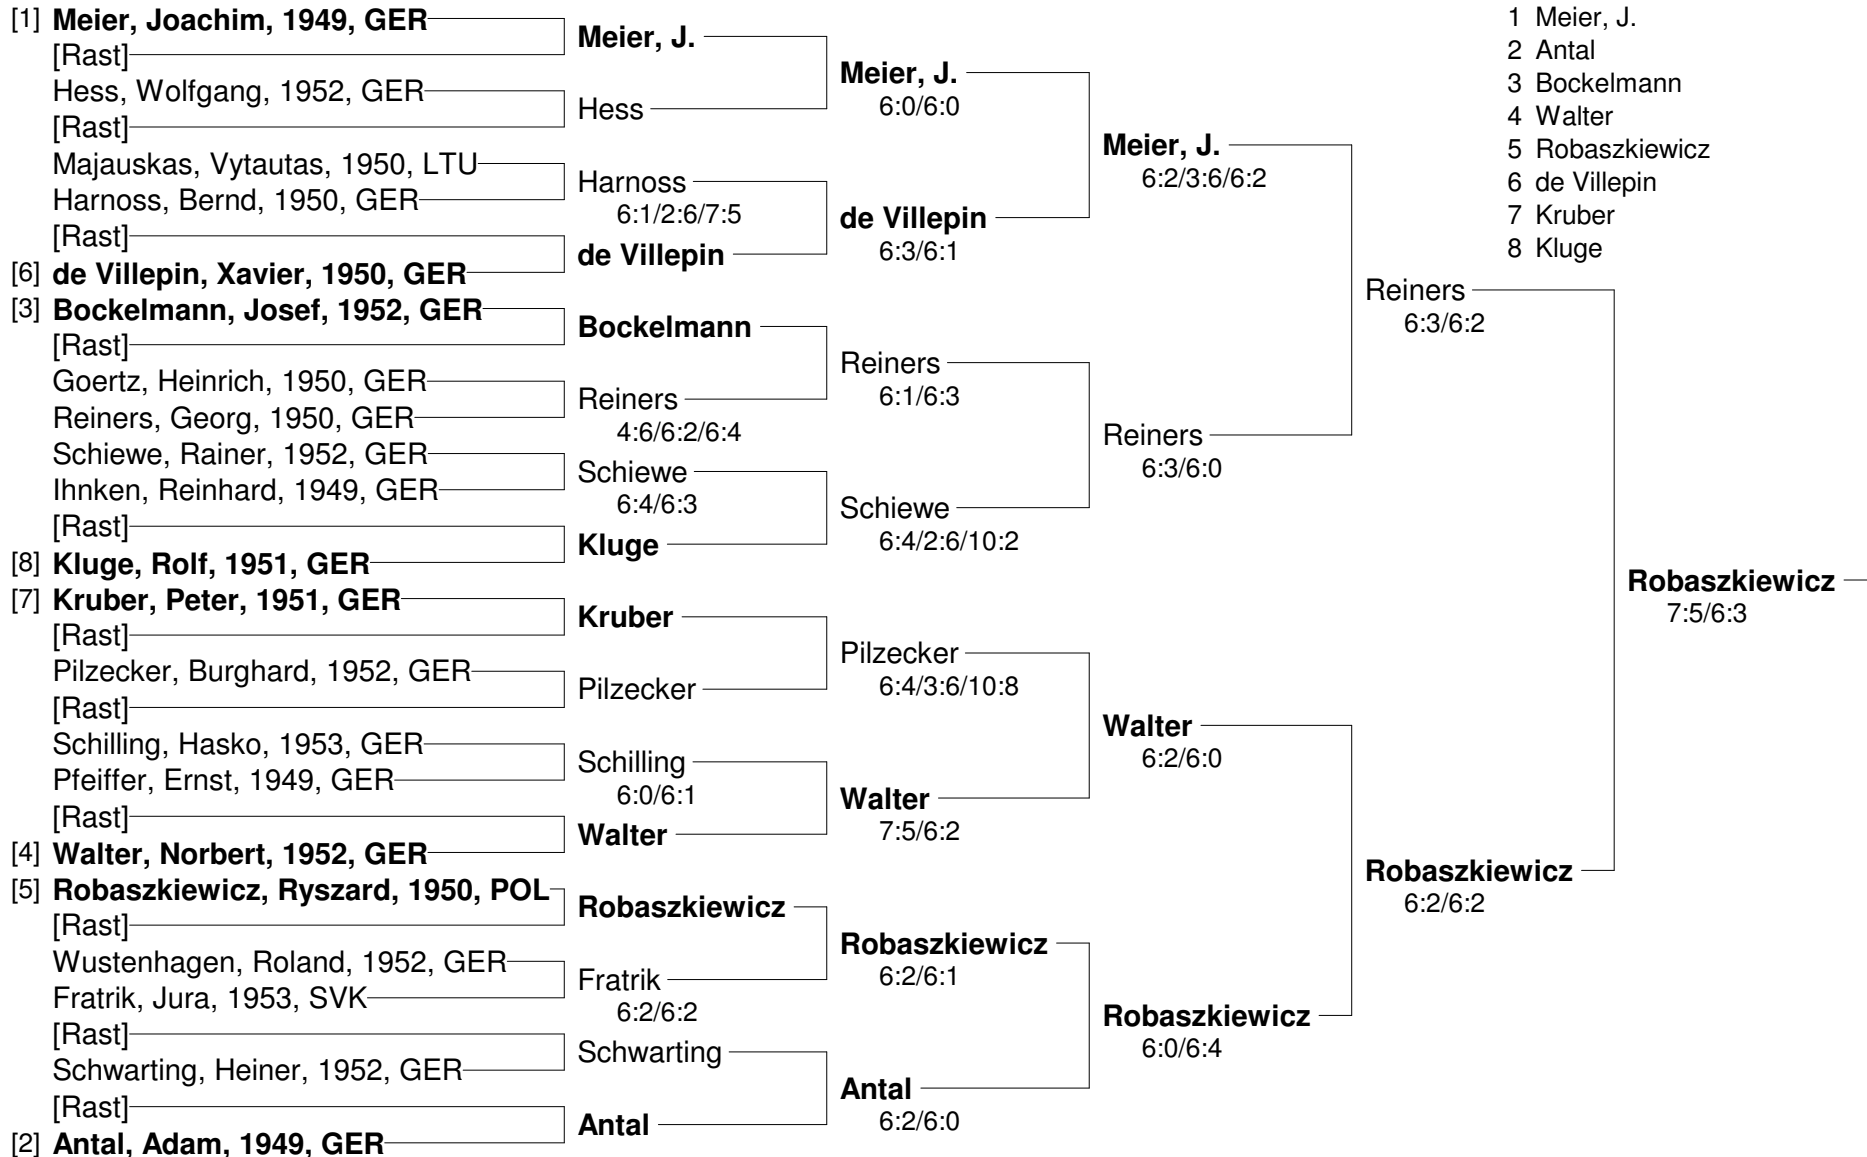 [1] Meier, Joachim, 1949, GER
[Rast]
Hess, Wolfgang, 1952, GER
[Rast]
Majauskas, Vytautas, 1950, LTU
Harnoss, Bernd, 1950, GER
[Rast]
[6] de Villepin, Xavier, 1950, GER
[3] Bockelmann, Josef, 1952, GER
[Rast]
Goertz, Heinrich, 1950, GER
Reiners, Georg, 1950, GER
Schiewe, Rainer, 1952, GER
Ihnken, Reinhard, 1949, GER
[Rast]
[8] Kluge, Rolf, 1951, GER
[7] Kruber, Peter, 1951, GER
[Rast]
Pilzecker, Burghard, 1952, GER
[Rast]
Schilling, Hasko, 1953, GER
Pfeiffer, Ernst, 1949, GER
[Rast]
[4] Walter, Norbert, 1952, GER
[5] Robaszkiewicz, Ryszard, 1950, POL
[Rast]
Wustenhagen, Roland, 1952, GER
Fratrik, Jura, 1953, SVK
[Rast]
Schwarting, Heiner, 1952, GER
[Rast]
[2] Antal, Adam, 1949, GER
Meier, J.
Hess
Harnoss
6:1/2:6/7:5
de Villepin
Bockelmann
Reiners
4:6/6:2/6:4
Schiewe
6:4/6:3
Kluge
Kruber
Pilzecker
Schilling
6:0/6:1
Walter
Robaszkiewicz
Fratrik
6:2/6:2
Schwarting
Antal
Meier, J.
6:0/6:0
de Villepin
6:3/6:1
Reiners
6:1/6:3
Schiewe
6:4/2:6/10:2
Pilzecker
6:4/3:6/10:8
Walter
7:5/6:2
Robaszkiewicz
6:2/6:1
Antal
6:2/6:0
Meier, J.
6:2/3:6/6:2
Reiners
6:3/6:0
Walter
6:2/6:0
Robaszkiewicz
6:0/6:4
Reiners
6:3/6:2
Robaszkiewicz
6:2/6:2
Robaszkiewicz
7:5/6:3
1 Meier, J.
2 Antal
3 Bockelmann
4 Walter
5 Robaszkiewicz
6 de Villepin
7 Kruber
8 Kluge